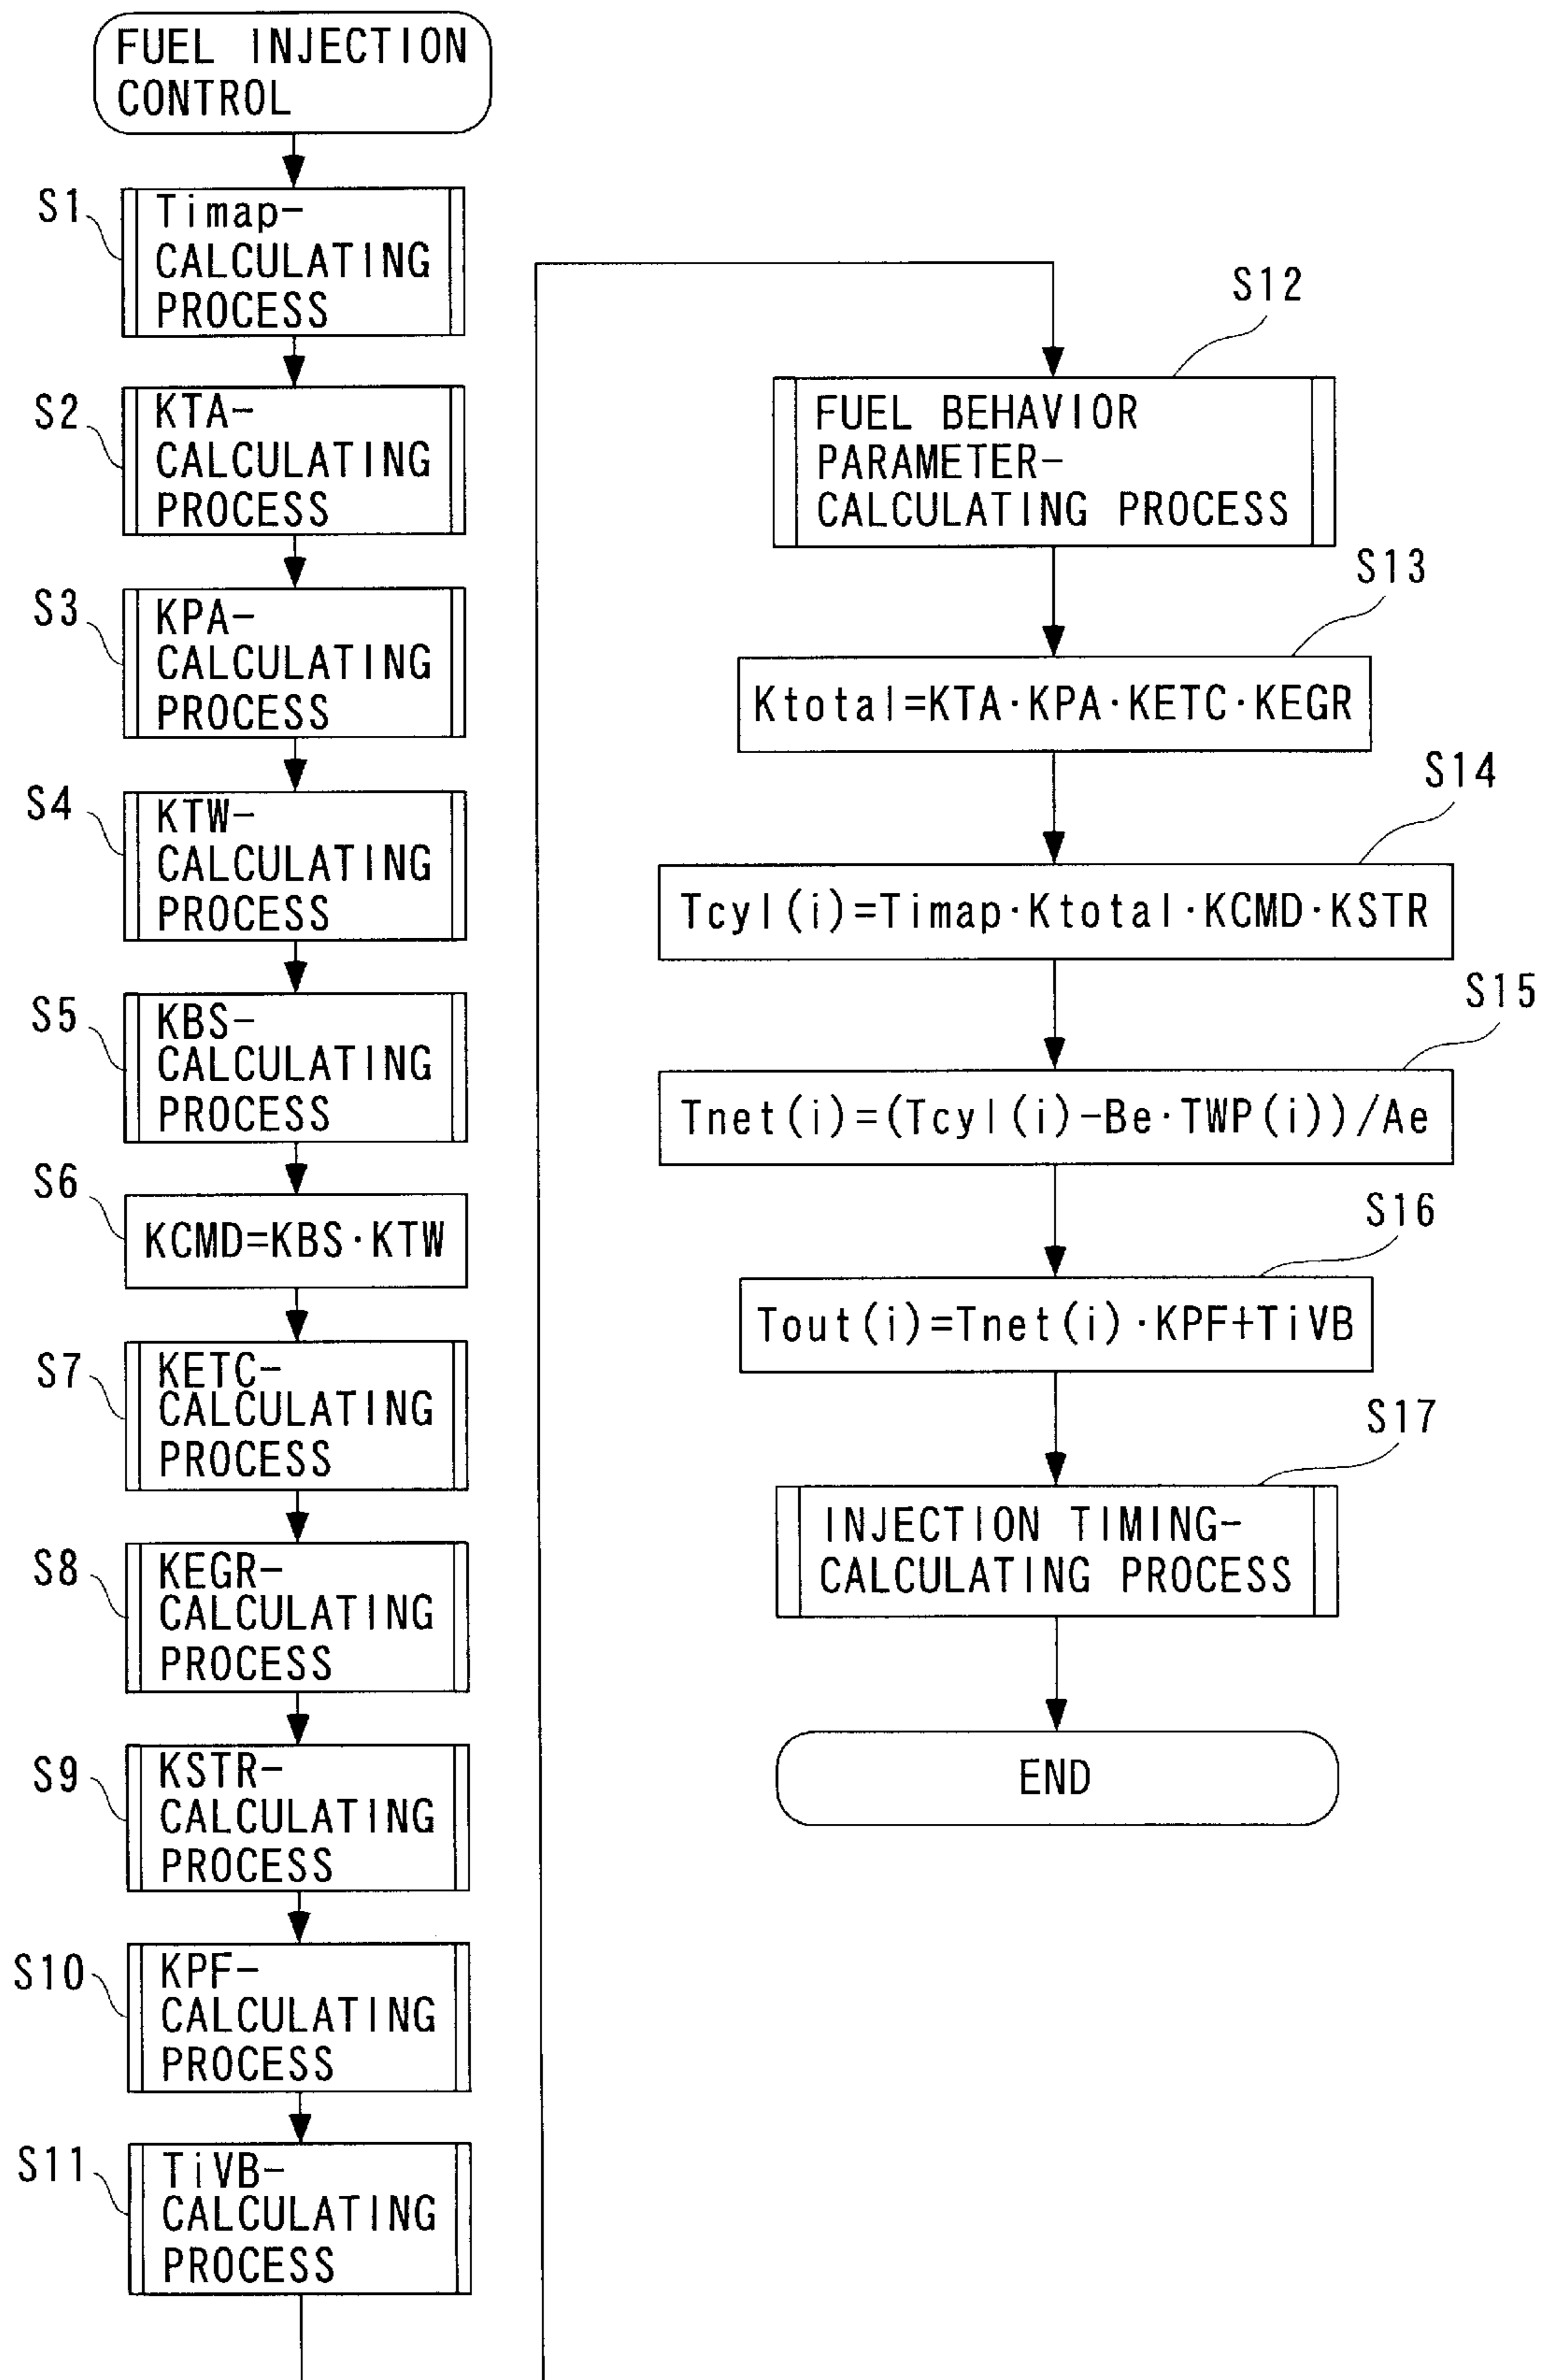 FUEL INJECTION
CONTROL
S1
Timap-
CALCULATING
PROCESS
S2
KTA-
CALCULATING
PROCESS
S3
KPA-
CALCULATING
PROCESS
S4
KTW-
CALCULATING
PROCESS
S5
KBS-
CALCULATING
PROCESS
S6
KCMD=KBS·KTW
S7
KETC-
CALCULATING
PROCESS
S8
KEGR-
CALCULATING
PROCESS
S9
KSTR-
CALCULATING
PROCESS
S10
KPF-
CALCULATING
PROCESS
S11
TiVB-
CALCULATING
PROCESS
S12
FUEL BEHAVIOR
PARAMETER-
CALCULATING PROCESS
S13
Ktotal=KTA·KPA·KETC·KEGR
S14
Tcyl(i)=Timap·Ktotal·KCMD·KSTR
S15
Tnet(i)=(Tcyl(i)-Be·TWP(i))/Ae
S16
Tout(i)=Tnet(i)·KPF+TiVB
S17
INJECTION TIMING-
CALCULATING PROCESS
END